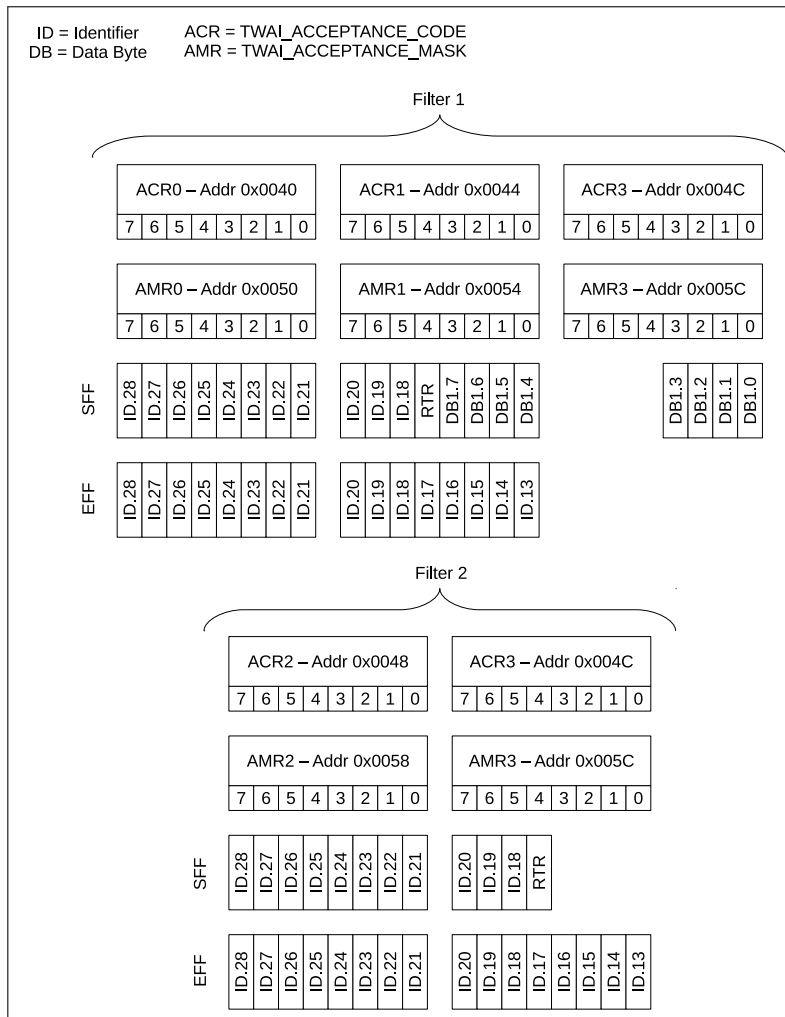 ID = Identifier ACR = TWAI_ACCEPTANCE_CODE
DB = Data Byte AMR = TWAI_ACCEPTANCE_MASK
Filter 1
ACR0 – Addr 0x0040 ACR1 – Addr 0x0044 ACR3 – Addr 0x004C
7 6 5 4 3 2 1 0 7 6 5 4 3 2 1 0 7 6 5 4 3 2 1 0
AMR0 – Addr 0x0050 AMR1 – Addr 0x0054 AMR3 – Addr 0x005C
7 6 5 4 3 2 1 0 7 6 5 4 3 2 1 0 7 6 5 4 3 2 1 0
SFF ID.28 ID.27 ID.26 ID.25 ID.24 ID.23 ID.22 ID.21 ID.20 ID.19 ID.18 RTR DB1.7 DB1.6 DB1.5 DB1.4 DB1.3 DB1.2 DB1.1 DB1.0
EFF ID.28 ID.27 ID.26 ID.25 ID.24 ID.23 ID.22 ID.21 ID.20 ID.19 ID.18 ID.17 ID.16 ID.15 ID.14 ID.13
Filter 2
ACR2 – Addr 0x0048 ACR3 – Addr 0x004C
7 6 5 4 3 2 1 0 7 6 5 4 3 2 1 0
AMR2 – Addr 0x0058 AMR3 – Addr 0x005C
7 6 5 4 3 2 1 0 7 6 5 4 3 2 1 0
SFF ID.28 ID.27 ID.26 ID.25 ID.24 ID.23 ID.22 ID.21 ID.20 ID.19 ID.18 RTR
EFF ID.28 ID.27 ID.26 ID.25 ID.24 ID.23 ID.22 ID.21 ID.20 ID.19 ID.18 ID.17 ID.16 ID.15 ID.14 ID.13